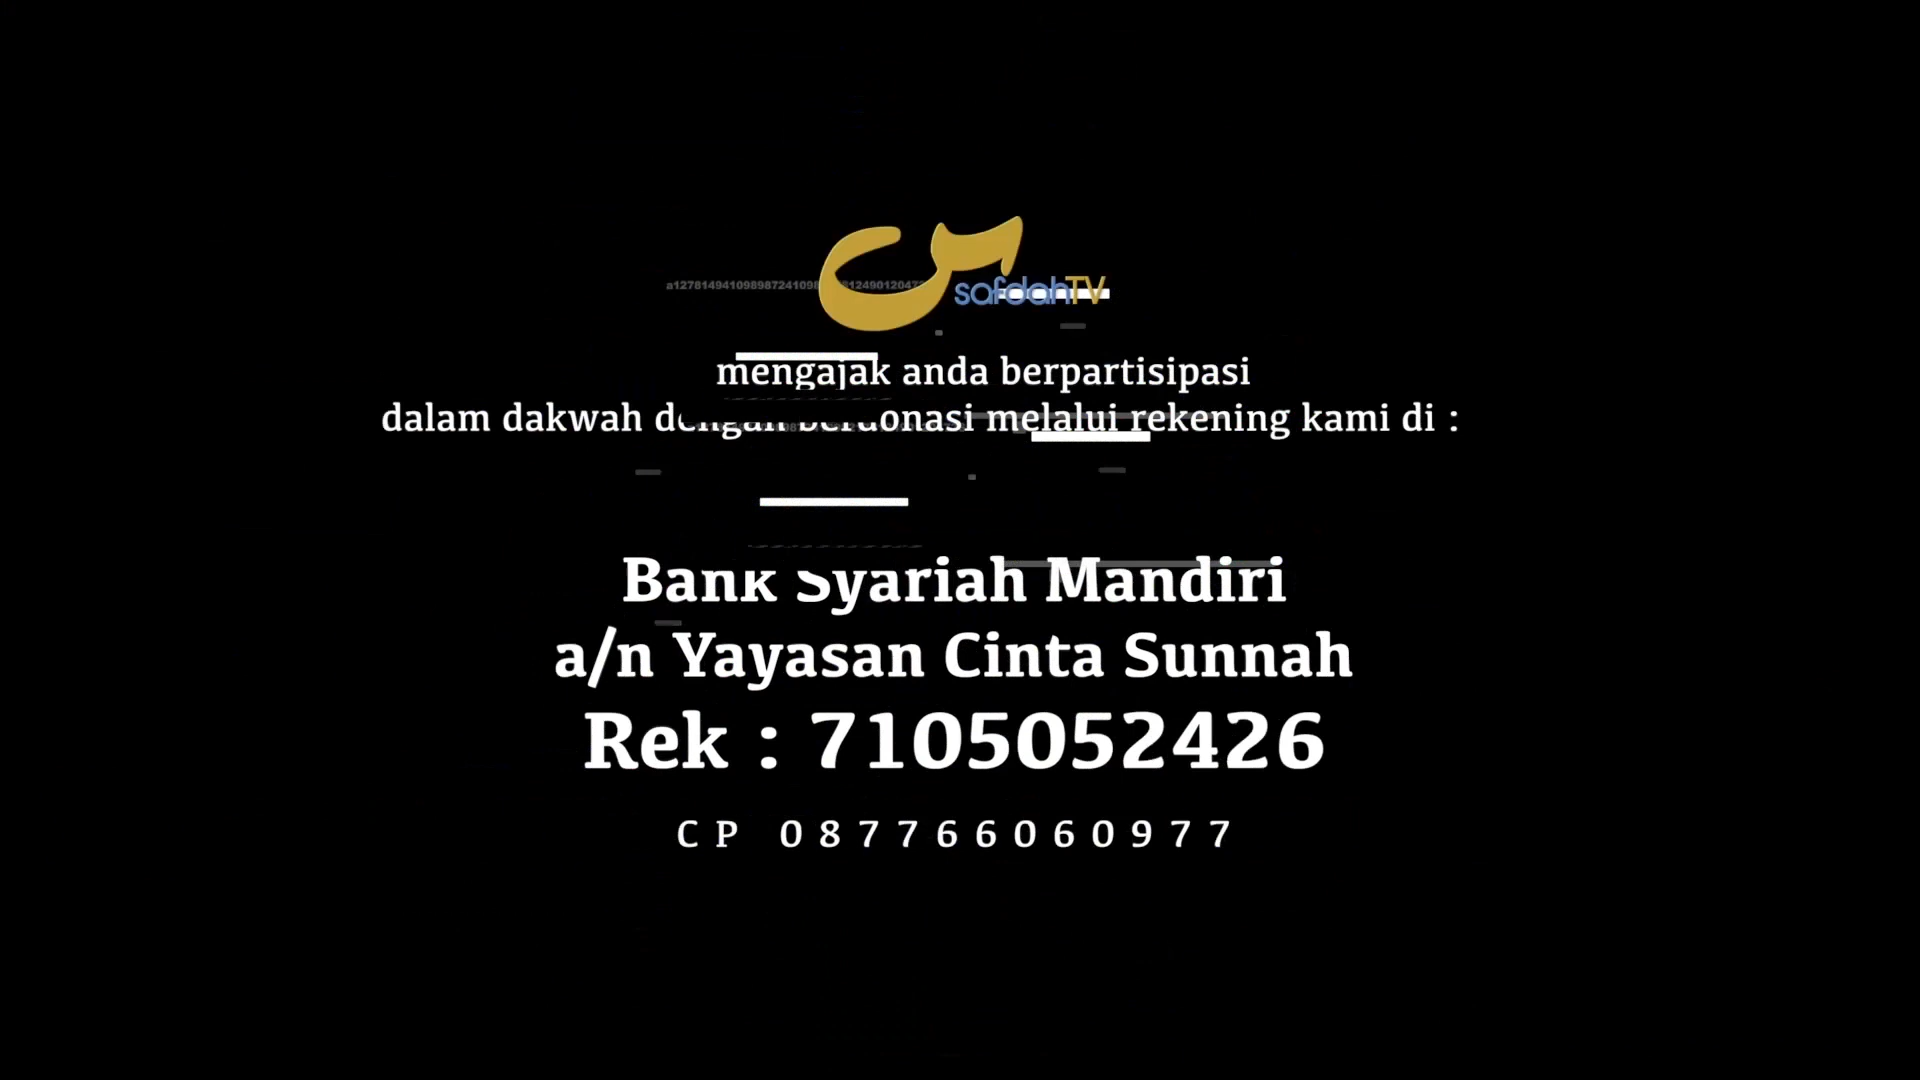 س
safdahTV
mengajak anda berpartisipasi
dalam dakwah dengan berdonasi melalui rekening kami di :
Bank Syariah Mandiri
a/n Yayasan Cinta Sunnah
Rek : 7105052426
CP 087766060977